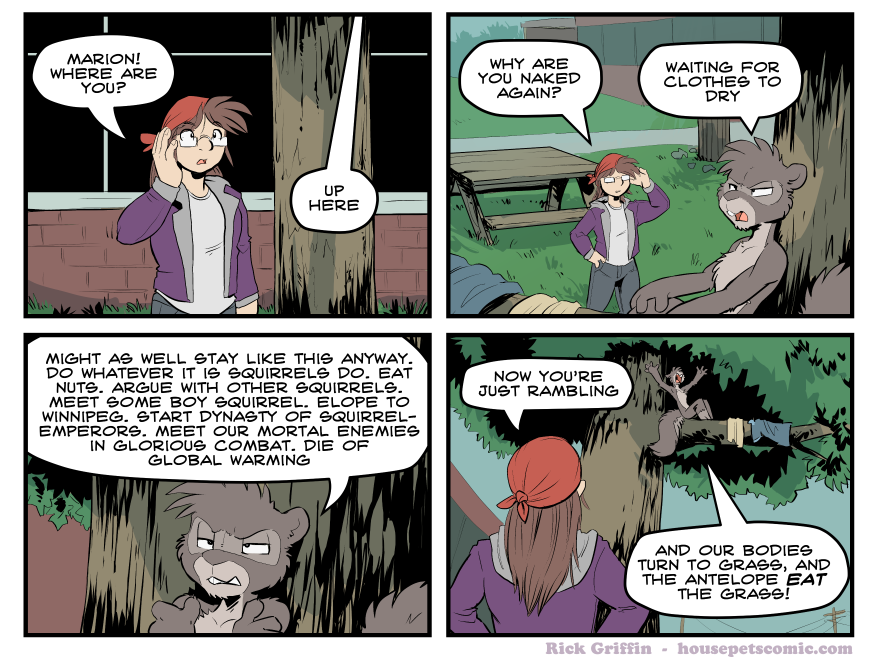 MARION!
WHERE ARE
YOU?
UP
HERE
WHY ARE
YOU NAKED
AGAIN?
WAITING FOR
CLOTHES TO
DRY
MIGHT AS WELL STAY LIKE THIS ANYWAY.
DO WHATEVER IT IS SQUIRRELS DO. EAT
NUTS. ARGUE WITH OTHER SQUIRRELS.
MEET SOME BOY SQUIRREL. ELOPE TO
WINNIPEG. START DYNASTY OF SQUIRREL-
EMPERORS. MEET OUR MORTAL ENEMIES
IN GLORIOUS COMBAT. DIE OF
GLOBAL WARMING
NOW YOU'RE
JUST RAMBLING
AND OUR BODIES
TURN TO GRASS, AND
THE ANTELOPE EAT
THE GRASS!
Rick Griffin - housepetscomic.com